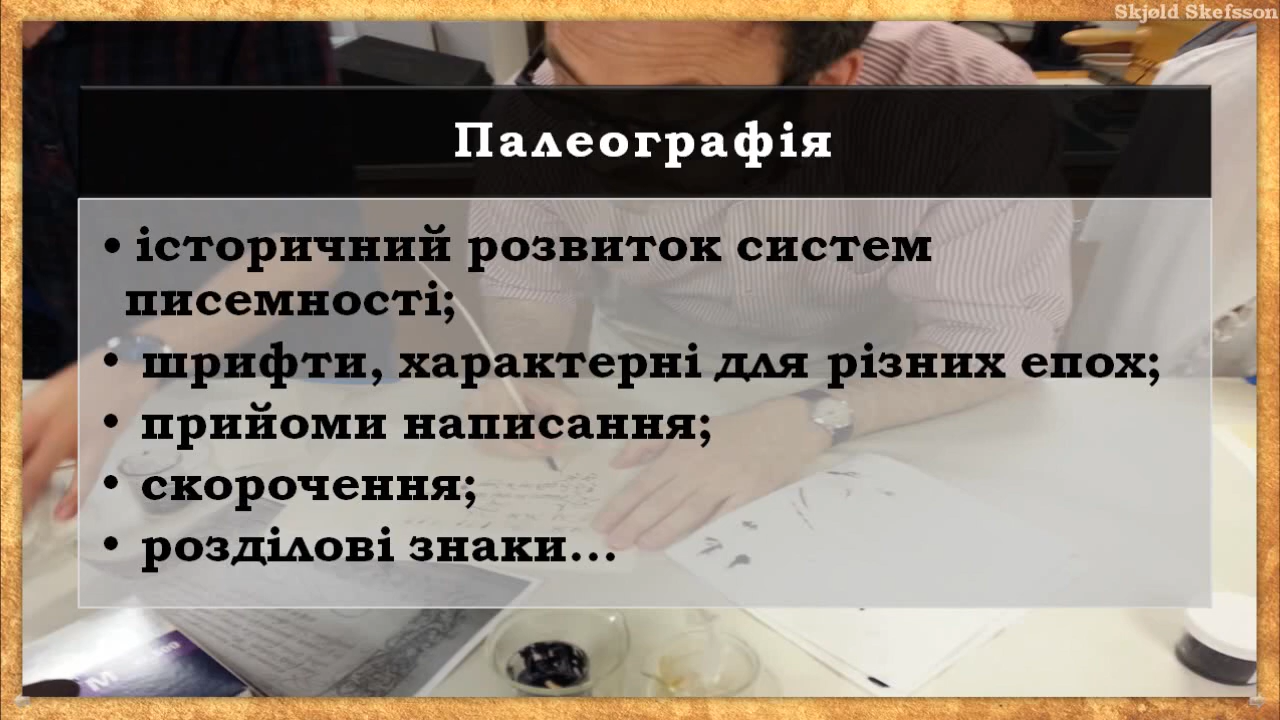 Skjøld Skefsson
Палеографія
• історичний розвиток систем
писемності;
• шрифти, характерні для різних епох;
• прийоми написання;
• скорочення;
• розділові знаки...